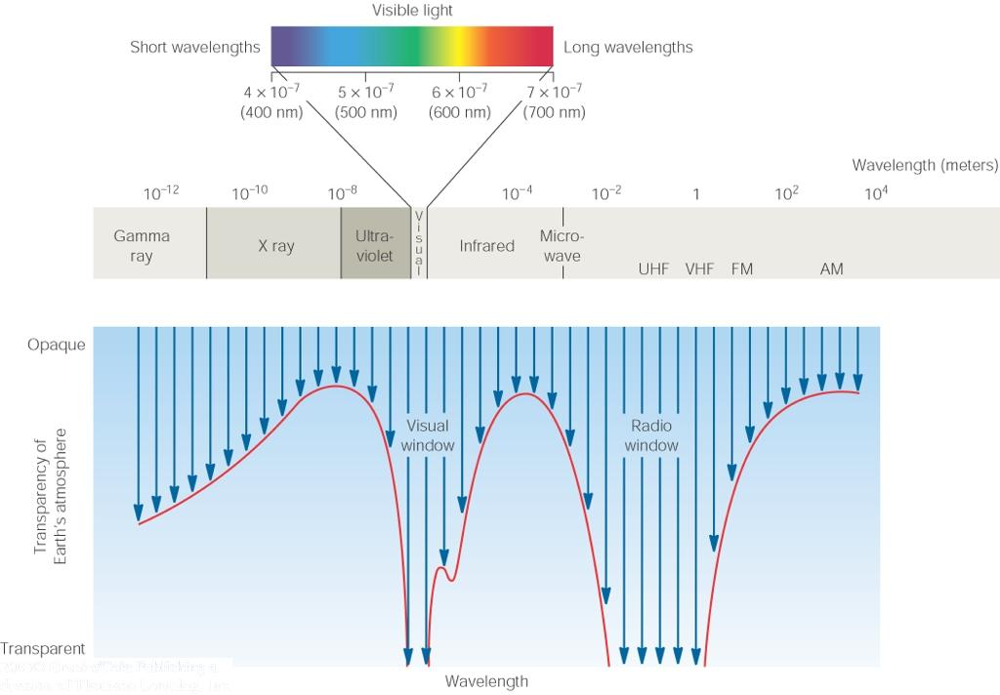 Visible light
Short wavelengths
Long wavelengths
4 × 10⁻⁷
(400 nm)
5 × 10⁻⁷
(500 nm)
6 × 10⁻⁷
(600 nm)
7 × 10⁻⁷
(700 nm)
Wavelength (meters)
10⁻¹²
10⁻¹⁰
10⁻⁸
10⁻⁴
10⁻²
1
10²
10⁴
Gamma
ray
X ray
Ultra-
violet
Visual
Infrared
Micro-
wave
UHF
VHF
FM
AM
Opaque
Transparency of
Earth's atmosphere
Visual
window
Radio
window
Transparent
Wavelength